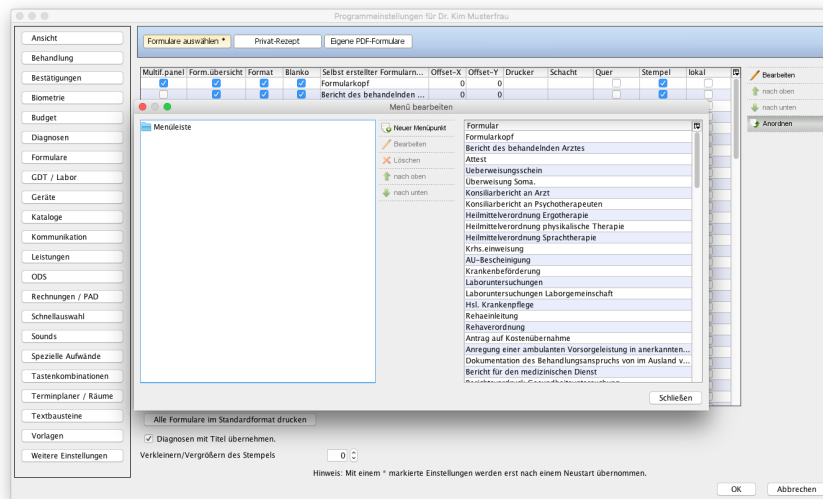 Programmeinstellungen für Dr. Kim Musterfrau
Ansicht
Behandlung
Bestätigungen
Biometrie
Budget
Diagnosen
Formulare
GDT / Labor
Geräte
Kataloge
Kommunikation
Leistungen
ODS
Rechnungen / PAD
Schnellauswahl
Sounds
Spezielle Aufwände
Tastenkombinationen
Terminplaner / Räume
Textbausteine
Vorlagen
Weitere Einstellungen
Formulare auswählen * Privat-Rezept Eigene PDF-Formulare
Multif.panel Form.übersicht Format Blanko Selbst erstellter Formularn... Offset-X Offset-Y Drucker Schacht Quer Stempel lokal
Formularkopf 0 0
Bericht des behandelnden ... 0 0
Bearbeiten
nach oben
nach unten
Anordnen
Menü bearbeiten
Menüleiste
Neuer Menüpunkt
Bearbeiten
Löschen
nach oben
nach unten
Formular
Formularkopf
Bericht des behandelnden Arztes
Attest
Ueberweisungsschein
Überweisung Soma.
Konsiliarbericht an Arzt
Konsiliarbericht an Psychotherapeuten
Heilmittelverordnung Ergotherapie
Heilmittelverordnung physikalische Therapie
Heilmittelverordnung Sprachtherapie
Krhs.einweisung
AU-Bescheinigung
Krankenbeförderung
Laboruntersuchungen
Laboruntersuchungen Laborgemeinschaft
Hsl. Krankenpflege
Rehaeinleitung
Rehaverordnung
Antrag auf Kostenübernahme
Anregung einer ambulanten Vorsorgeleistung in anerkannten...
Dokumentation des Behandlungsanspruchs von im Ausland v...
Bericht für den medizinischen Dienst
Schließen
Alle Formulare im Standardformat drucken
Diagnosen mit Titel übernehmen.
Verkleinern/Vergrößern des Stempels 0
Hinweis: Mit einem * markierte Einstellungen werden erst nach einem Neustart übernommen.
OK Abbrechen